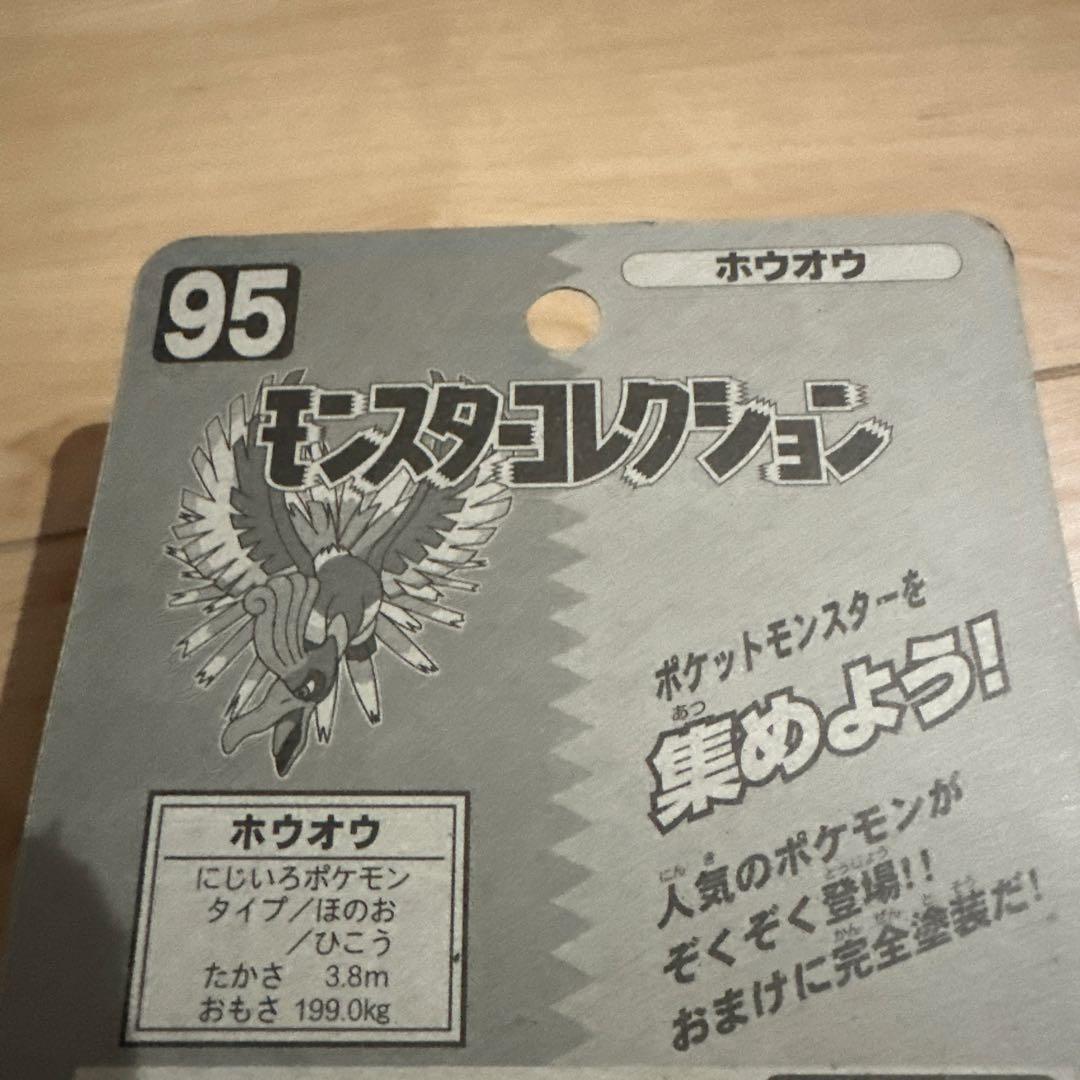 95
ホウオウ
モンスターコレクション
ポケットモンスターを
あつ
集めよう!
にん き
人気のポケモンが
とうじょう
ぞくぞく登場!!
かんぜん とそう
おまけに完全塗装だ!
ホウオウ
にじいろポケモン
タイプ/ほのお
/ひこう
たかさ 3.8m
おもさ 199.0kg